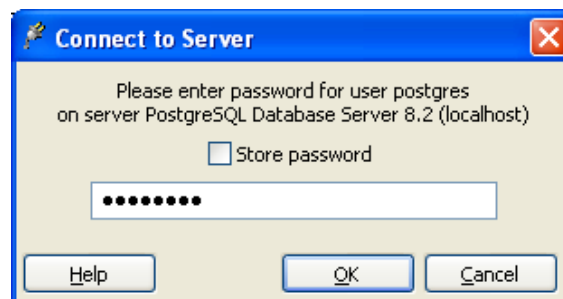 Connect to Server
Please enter password for user postgres
on server PostgreSQL Database Server 8.2 (localhost)
Store password
••••••••
Help OK Cancel